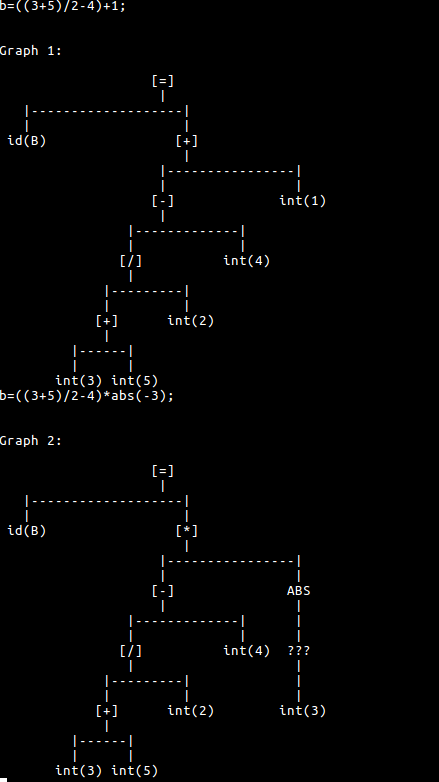 b=((3+5)/2-4)+1;
Graph 1:
[=]
|
|-------------------|
| |
id(B) [+]
|
|----------------|
| |
[-] int(1)
|
|-------------|
| |
[/] int(4)
|
|---------|
| |
[+] int(2)
|
|------|
| |
int(3) int(5)
b=((3+5)/2-4)*abs(-3);
Graph 2:
[=]
|
|-------------------|
| |
id(B) [*]
|
|----------------|
| |
[-] ABS
| |
|-------------| |
| | |
[/] int(4) ???
| |
|---------| |
| | |
[+] int(2) int(3)
|
|------|
| |
int(3) int(5)